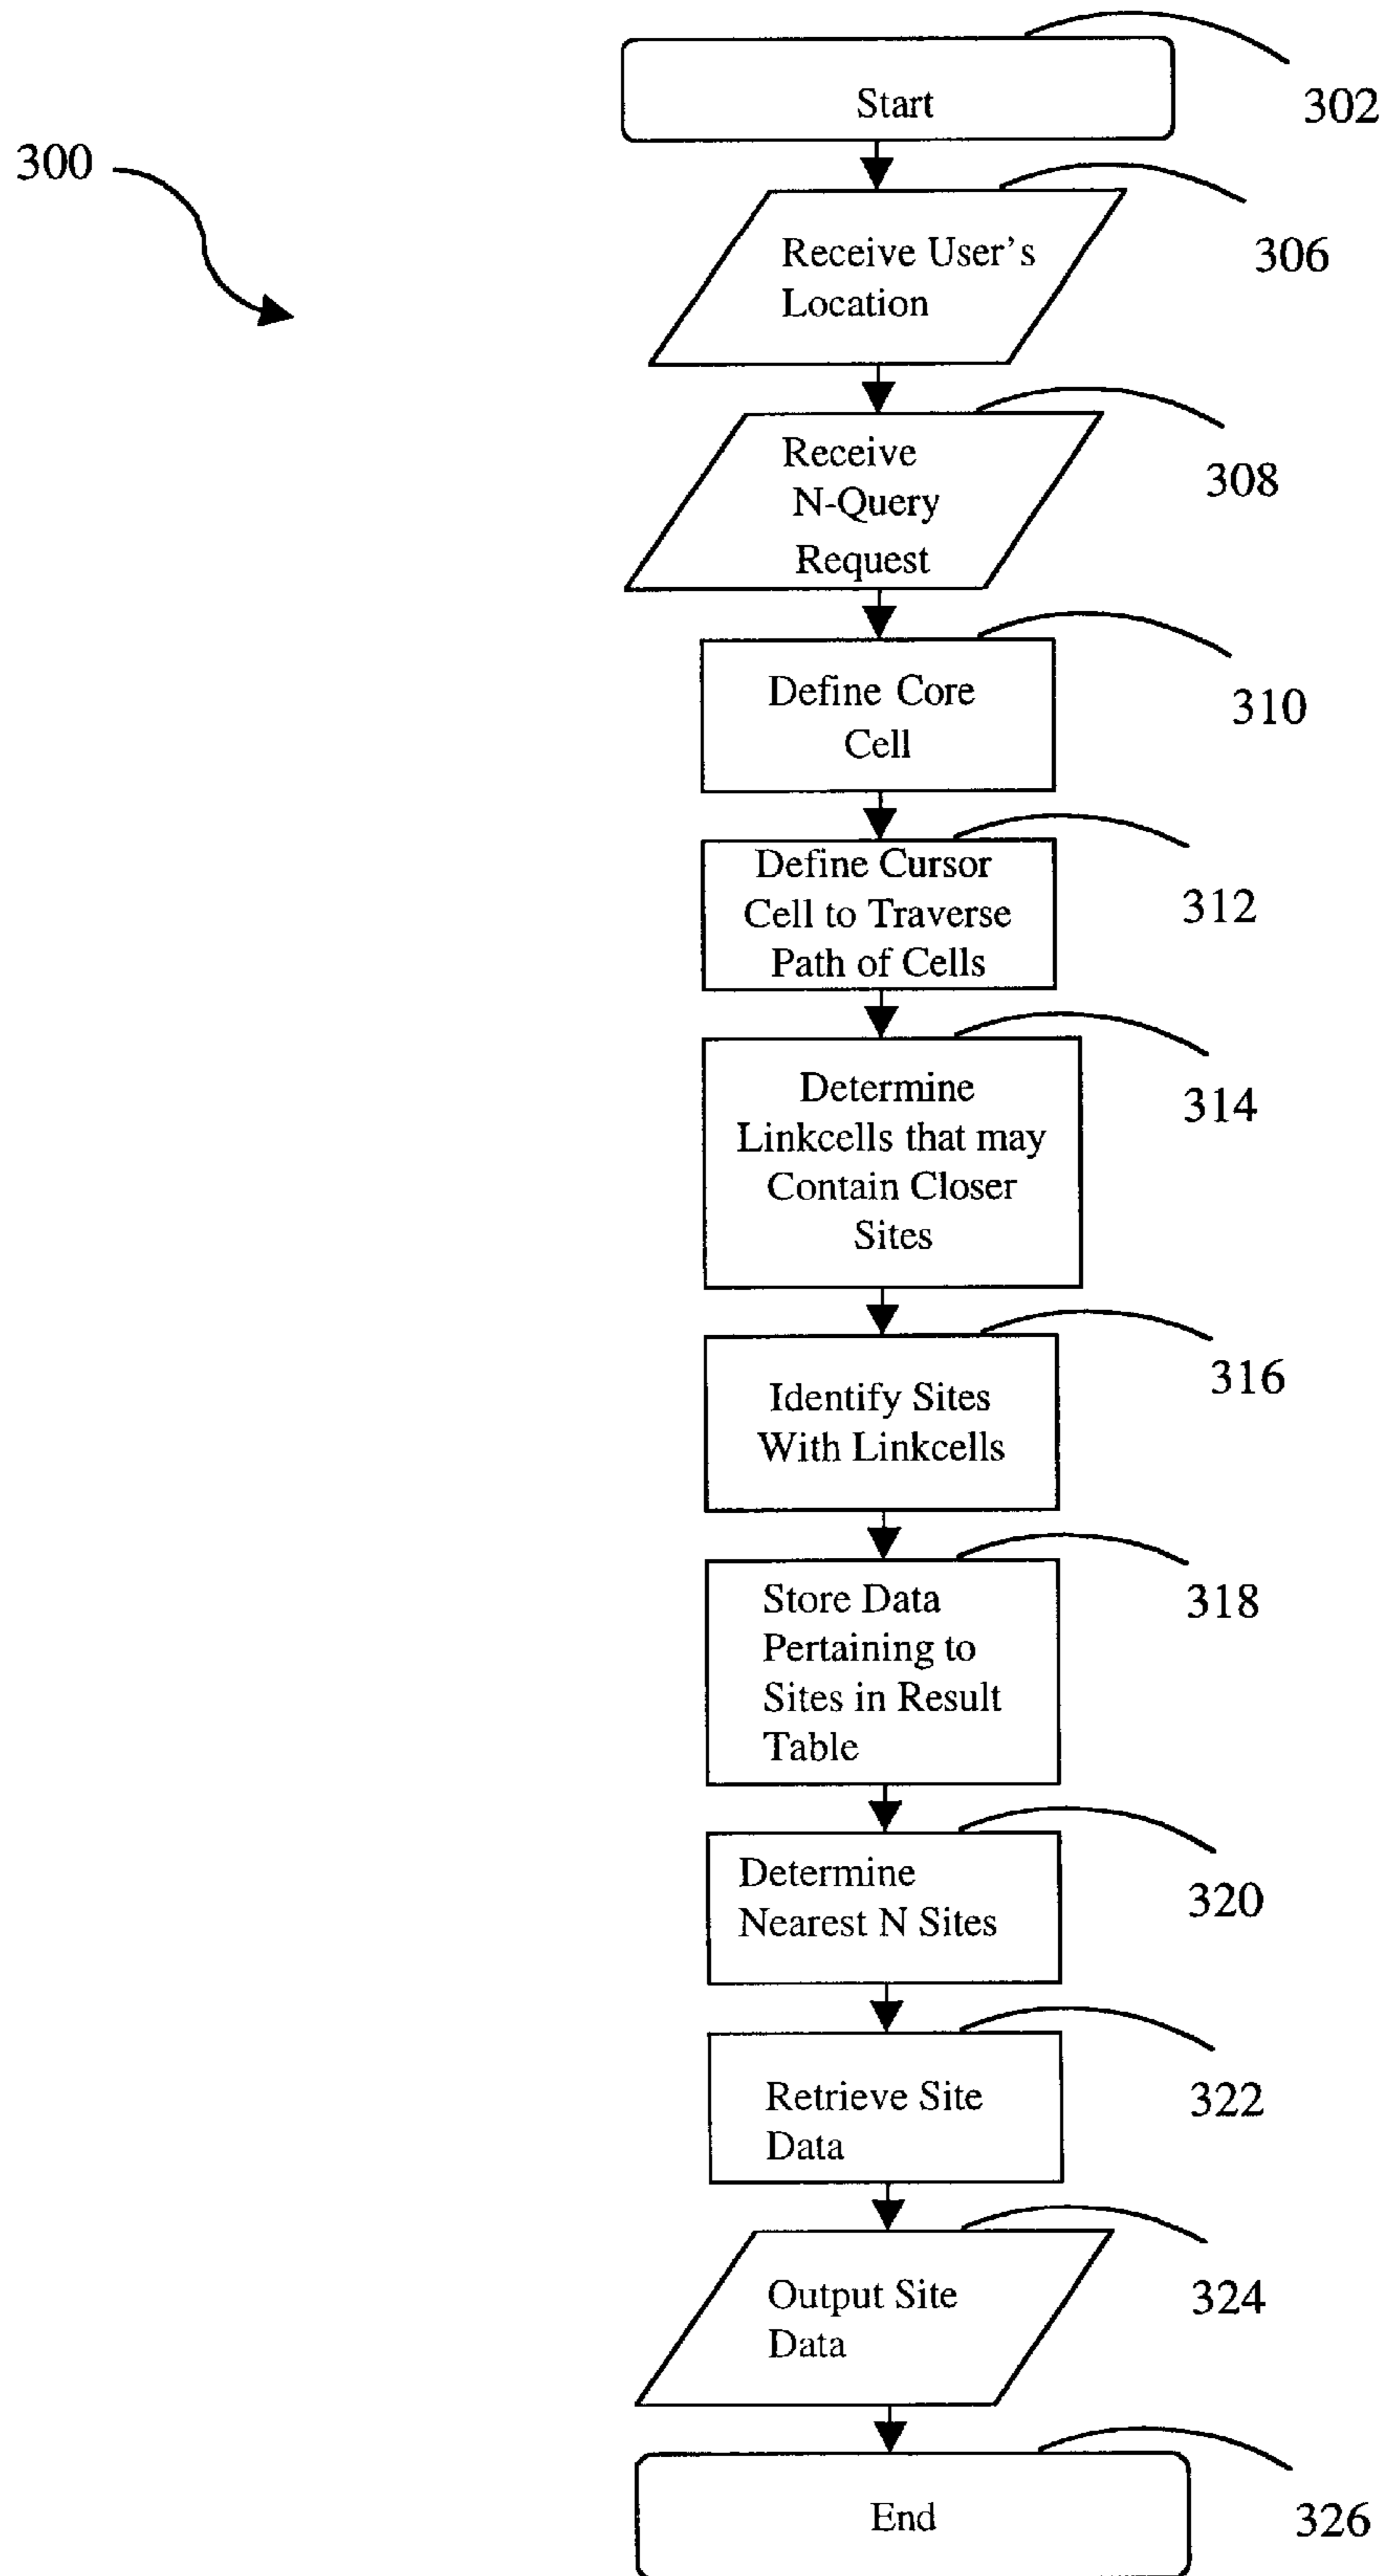 Start
302
300
Receive User's
Location
306
Receive
N-Query
Request
308
Define Core
Cell
310
Define Cursor
Cell to Traverse
Path of Cells
312
Determine
Linkcells that may
Contain Closer
Sites
314
Identify Sites
With Linkcells
316
Store Data
Pertaining to
Sites in Result
Table
318
Determine
Nearest N Sites
320
Retrieve Site
Data
322
Output Site
Data
324
End
326